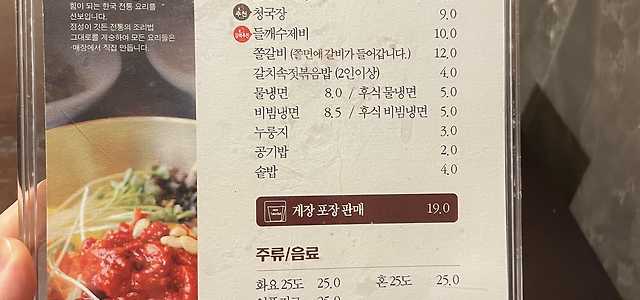 힘이 되는 한국 전통 요리를
선보입니다.
정성이 깃든 전통의 조리법
그대로를 계승하여 모든 요리들은
매장에서 직접 만듭니다.
추천 청국장 9.0
들깨수제비 10.0
쫄갈비 (쫄면에 갈비가 들어갑니다.) 12.0
갈치속젓볶음밥 (2인이상) 4.0
물냉면 8.0 / 후식 물냉면 5.0
비빔냉면 8.5 / 후식 비빔냉면 5.0
누룽지 3.0
공기밥 2.0
솥밥 4.0
게장 포장 판매 19.0
주류/음료
화요 25도 25.0 혼 25도 25.0
25.0